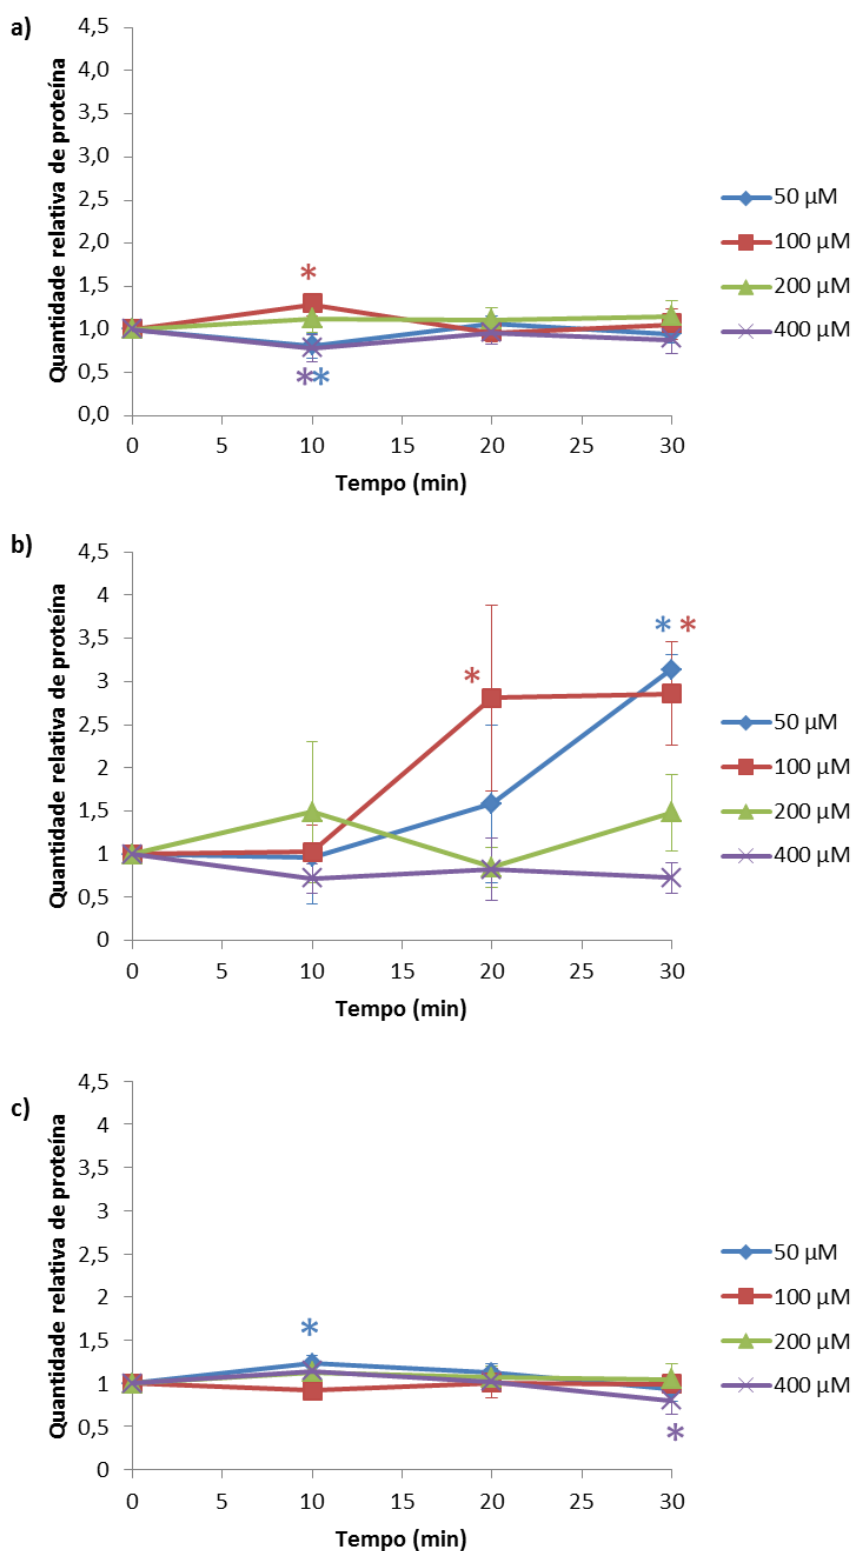 a)
Quantidade relativa de proteína
4,5
4,0
3,5
3,0
2,5
2,0
1,5
1,0
0,5
0,0
0 5 10 15 20 25 30
Tempo (min)
* 
**
50 µM
100 µM
200 µM
400 µM
b)
Quantidade relativa de proteína
4,5
4
3,5
3
2,5
2
1,5
1
0,5
0
0 5 10 15 20 25 30
Tempo (min)
*
* *
50 µM
100 µM
200 µM
400 µM
c)
Quantidade relativa de proteína
4,5
4
3,5
3
2,5
2
1,5
1
0,5
0
0 5 10 15 20 25 30
Tempo (min)
*
*
50 µM
100 µM
200 µM
400 µM